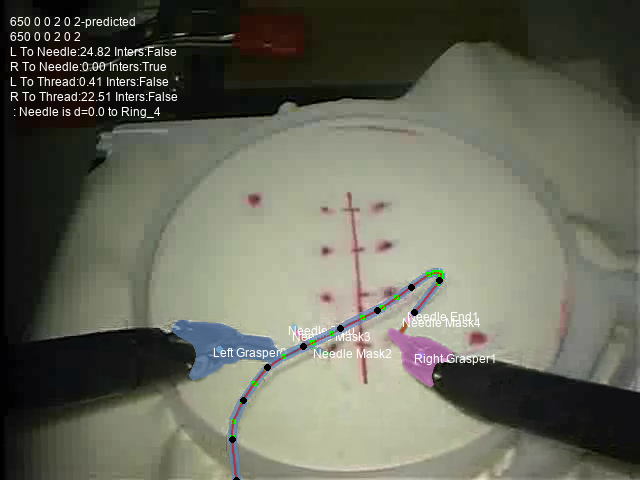 650 0 0 2 0 2-predicted
650 0 0 2 0 2
L To Needle:24.82 Inters:False
R To Needle:0.00 Inters:True
L To Thread:0.41 Inters:False
R To Thread:22.51 Inters:False
: Needle is d=0.0 to Ring_4
Needle End1
Needle Mask4
Needle
Mask3
Left Grasper
Needle Mask2
Right Grasper1